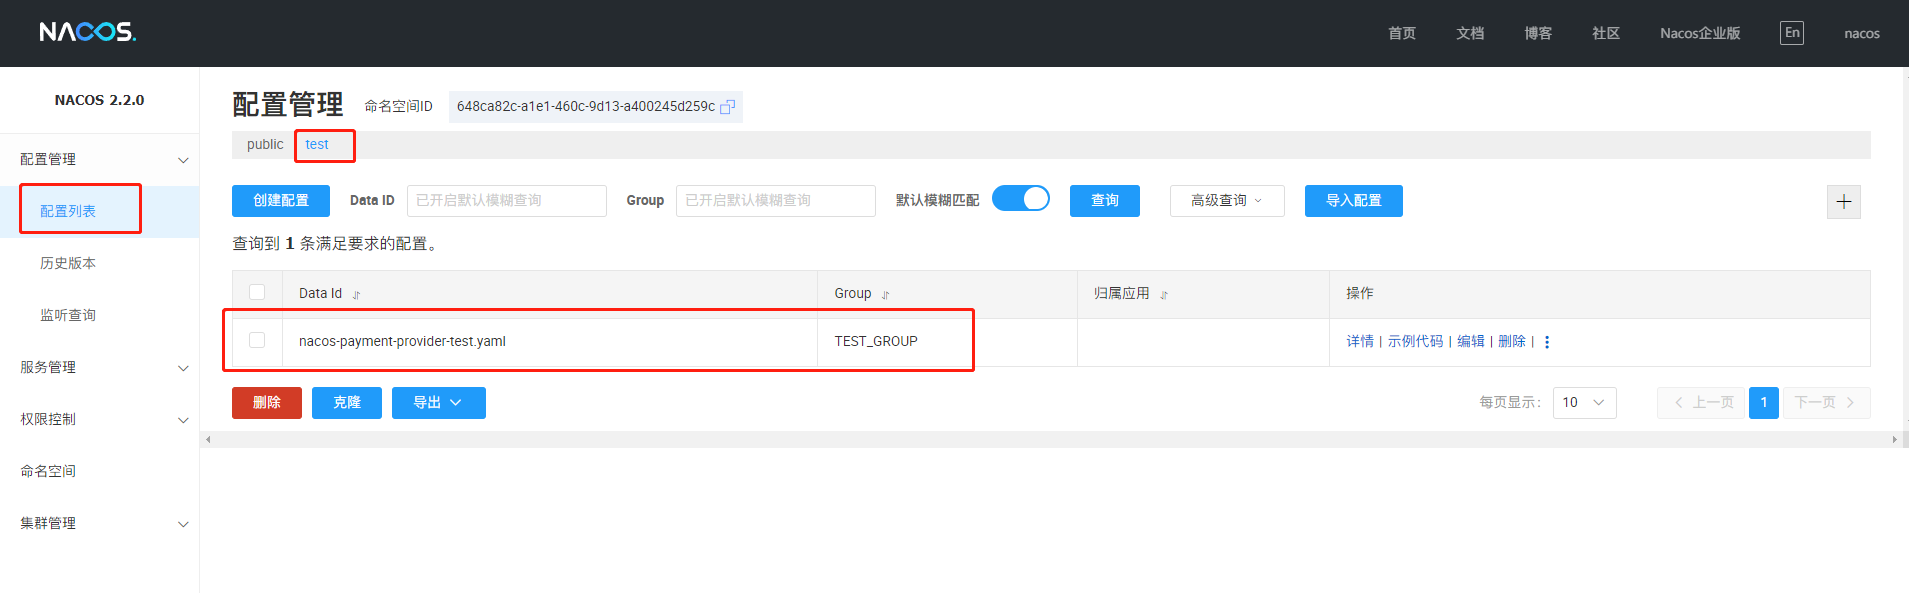 NACOS.
首页 文档 博客 社区 Nacos企业版 En nacos
NACOS 2.2.0
配置管理
配置列表
历史版本
监听查询
服务管理
权限控制
命名空间
集群管理
配置管理 命名空间ID 648ca82c-a1e1-460c-9d13-a400245d259c
public test
创建配置 Data ID 已开启默认模糊查询 Group 已开启默认模糊查询 默认模糊匹配 查询 高级查询 导入配置
查询到 1 条满足要求的配置。
Data Id Group 归属应用 操作
nacos-payment-provider-test.yaml TEST_GROUP 详情 | 示例代码 | 编辑 | 删除 |
删除 克隆 导出 每页显示: 10 上一页 1 下一页